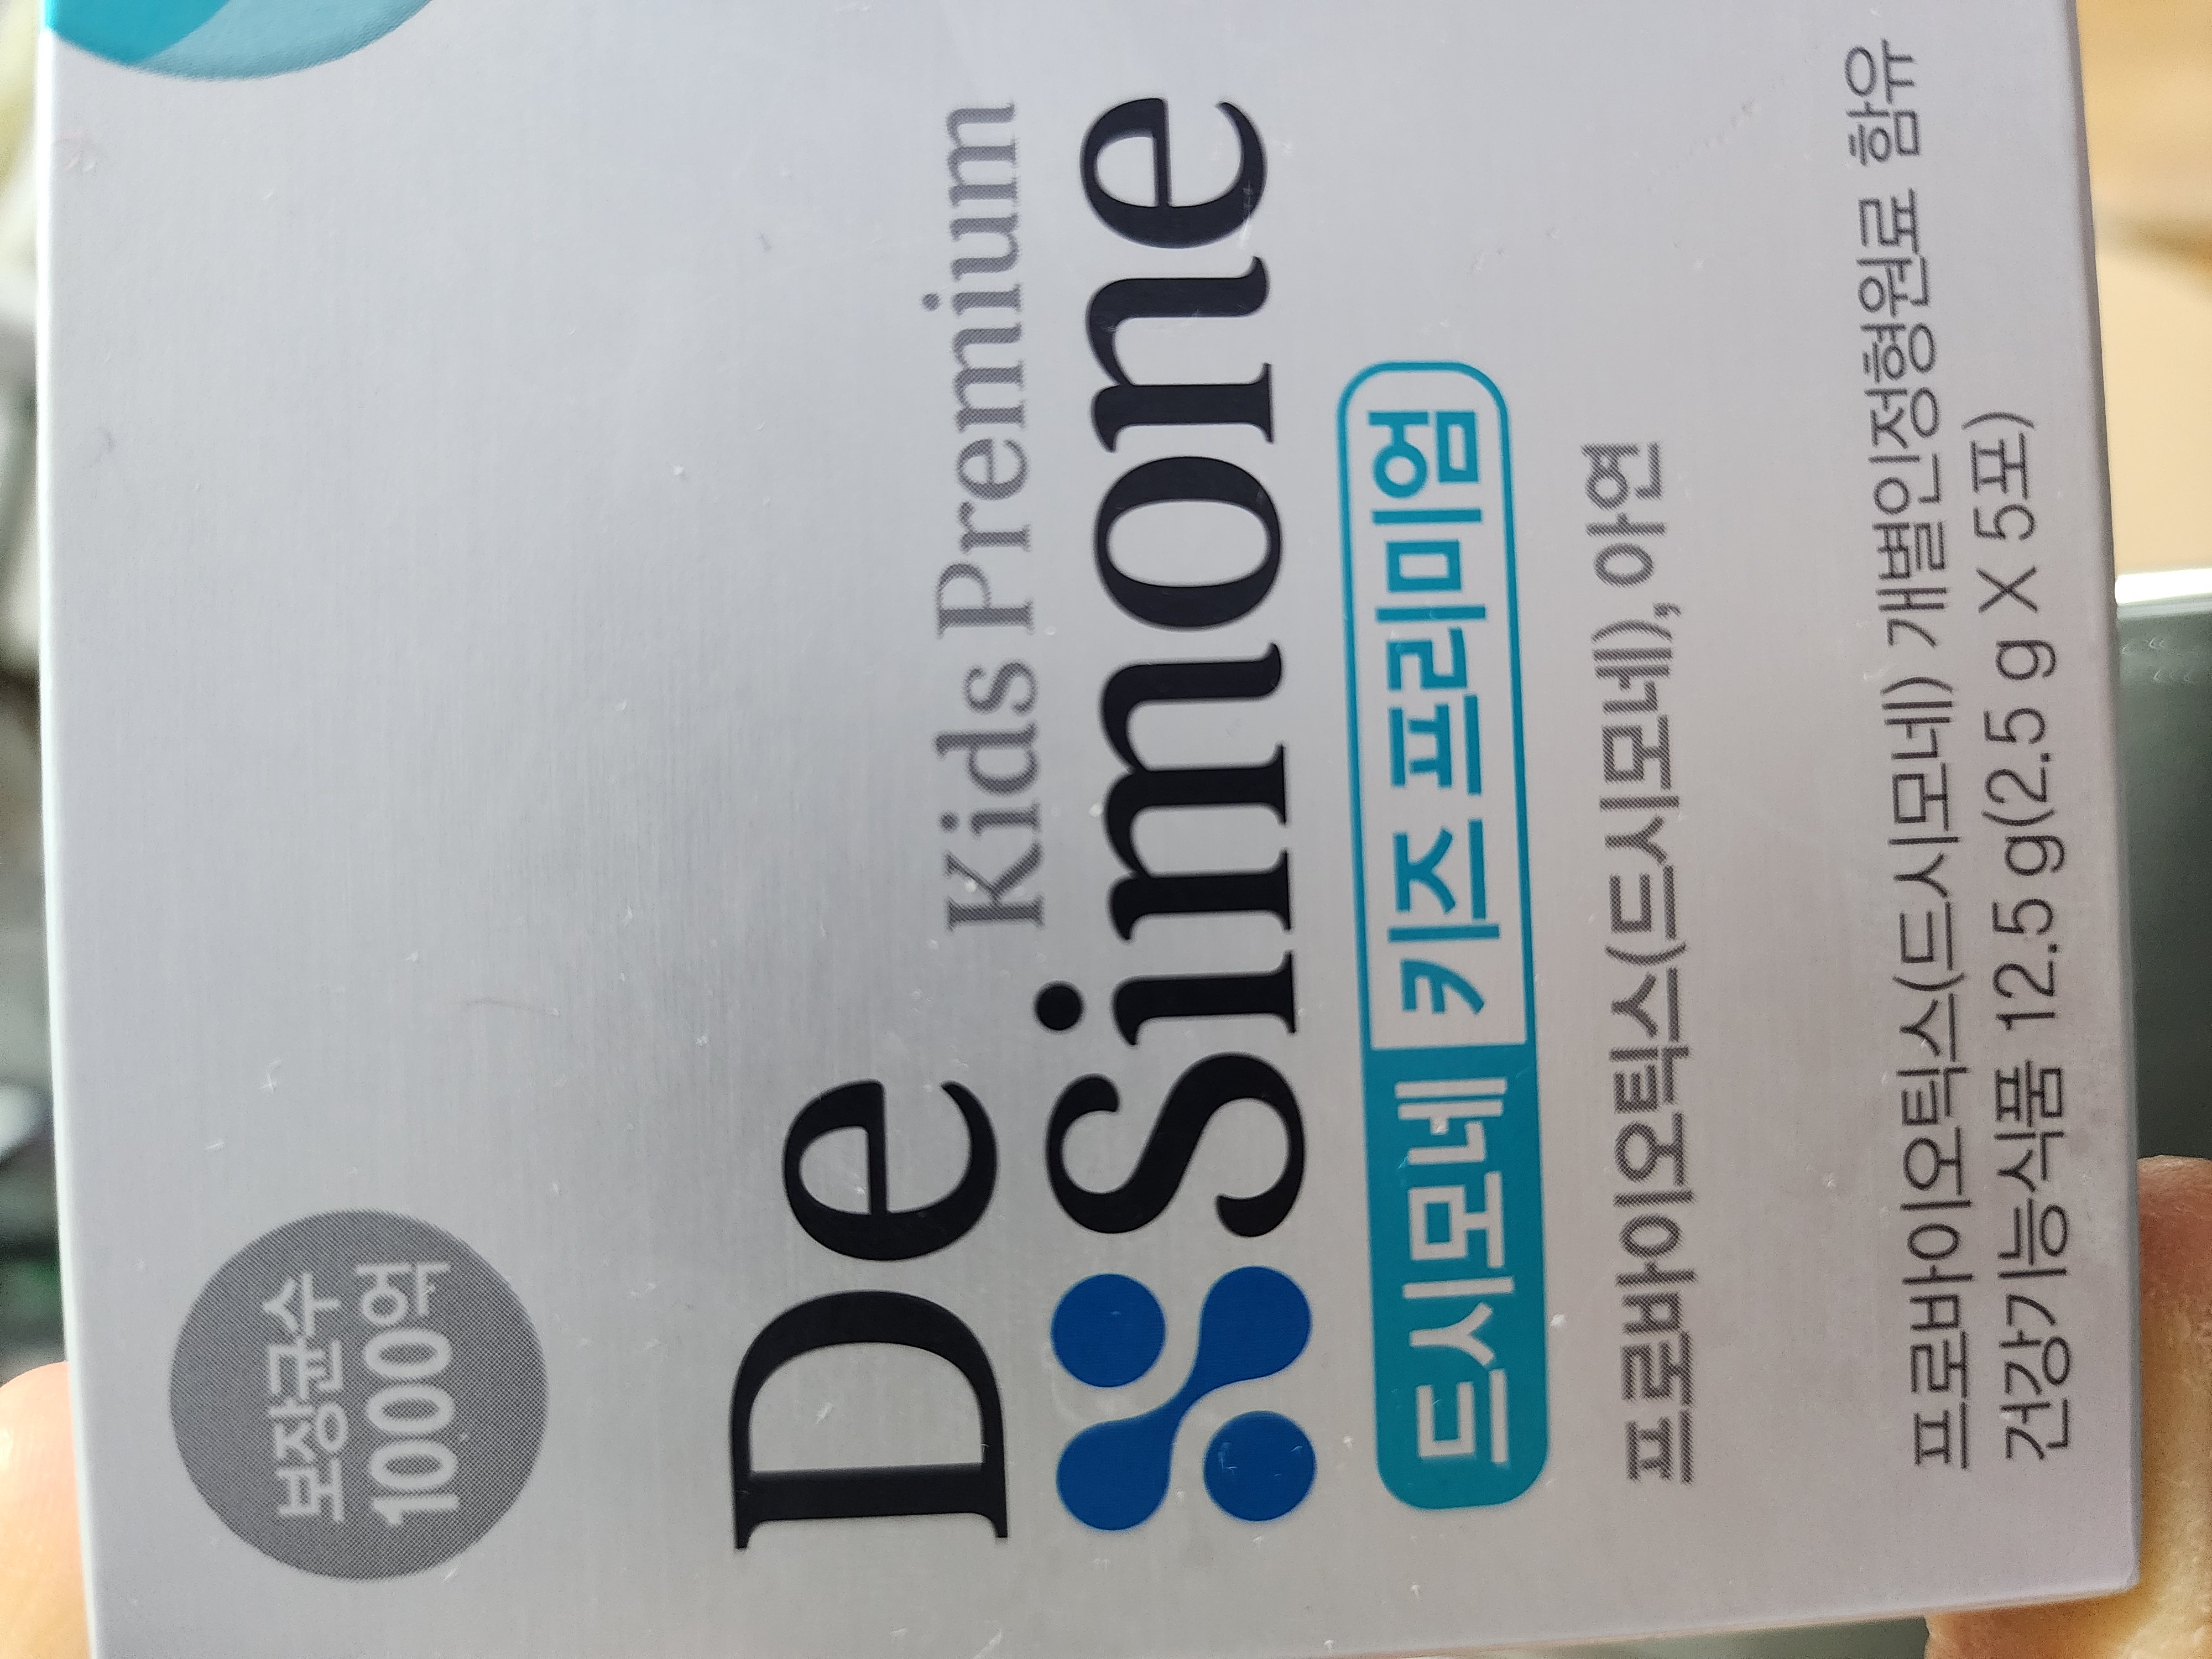 보장균수
1000억
De
Kids Premium
Simone
드시모네 키즈 프리미엄
프로바이오틱스(드시모네), 아연
프로바이오틱스(드시모네) 개별인정형원료 함유
건강기능식품 12.5 g(2.5 g X 5포)